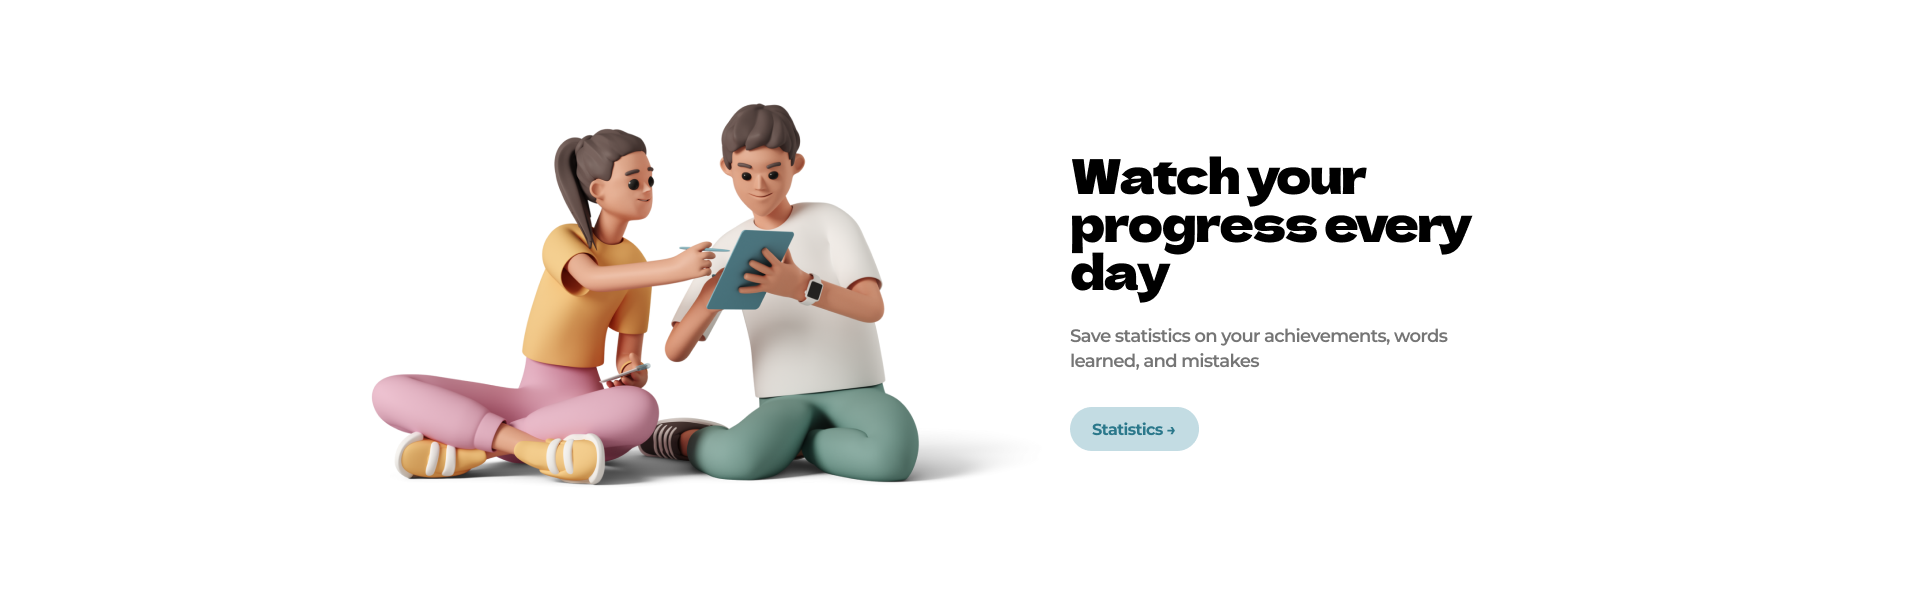 Watch your
progress every
day
Save statistics on your achievements, words
learned, and mistakes
Statistics →